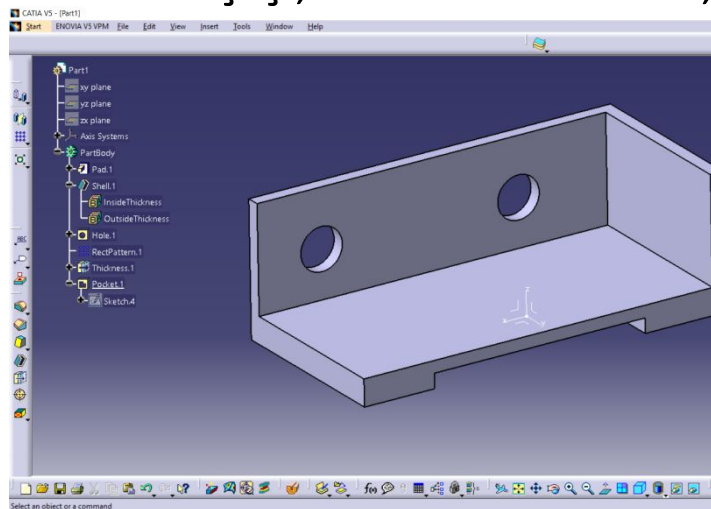 CATIA V5 - [Part1]
Start ENOVIA V5 VPM File Edit View Insert Tools Window Help
Part1
xy plane
yz plane
zx plane
Axis Systems
PartBody
Pad.1
Shell.1
InsideThickness
OutsideThickness
Hole.1
RectPattern.1
Thickness.1
Pocket.1
Sketch.4
Select an object or a command